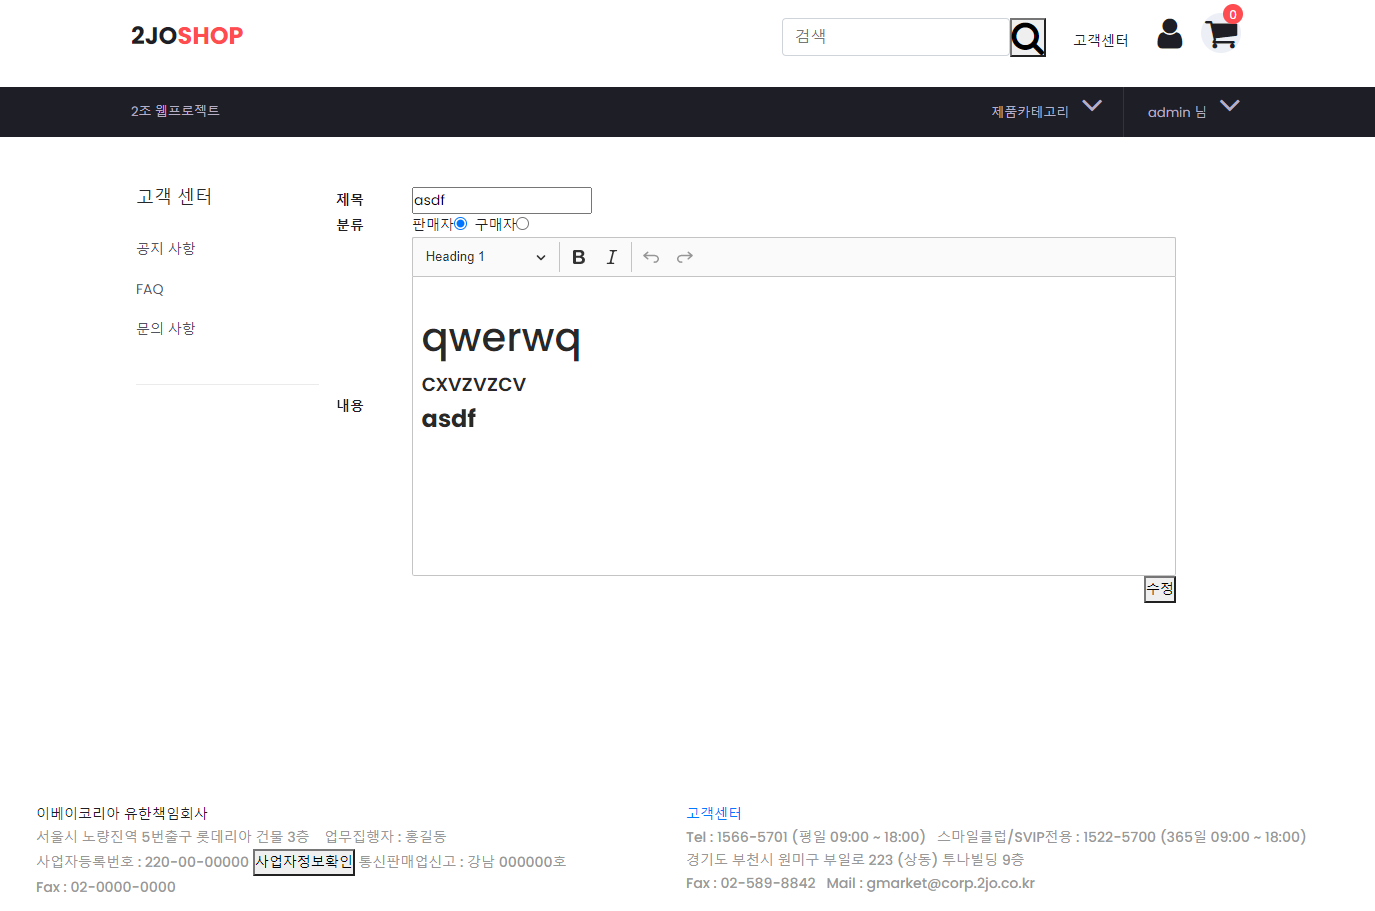 2JOSHOP
검색
고객센터
0
2조 웹프로젝트
제품카테고리
admin 님
고객 센터
공지 사항
FAQ
문의 사항
제목
asdf
분류
판매자 구매자
Heading 1
B I
내용
qwerwq
cxvzvzcv
asdf
수정
이베이코리아 유한책임회사
서울시 노량진역 5번출구 롯데리아 건물 3층 업무집행자 : 홍길동
사업자등록번호 : 220-00-00000 사업자정보확인 통신판매업신고 : 강남 000000호
Fax : 02-0000-0000
고객센터
Tel : 1566-5701 (평일 09:00 ~ 18:00) 스마일클럽/SVIP전용 : 1522-5700 (365일 09:00 ~ 18:00)
경기도 부천시 원미구 부일로 223 (상동) 투나빌딩 9층
Fax : 02-589-8842 Mail : gmarket@corp.2jo.co.kr